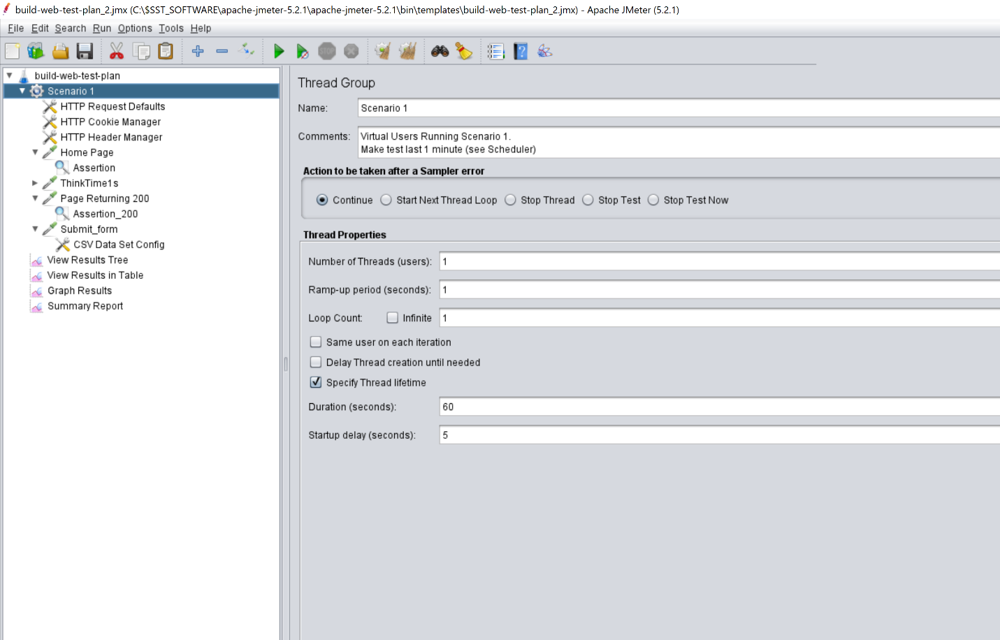 build-web-test-plan_2.jmx (C:\$SST_SOFTWARE\apache-jmeter-5.2.1\apache-jmeter-5.2.1\bin\templates\build-web-test-plan_2.jmx) - Apache JMeter (5.2.1)
File Edit Search Run Options Tools Help
STOP
build-web-test-plan
Scenario 1
HTTP Request Defaults
HTTP Cookie Manager
HTTP Header Manager
Home Page
Assertion
ThinkTime1s
Page Returning 200
Assertion_200
Submit_form
CSV Data Set Config
View Results Tree
View Results in Table
Graph Results
Summary Report
Thread Group
Name: Scenario 1
Comments: Virtual Users Running Scenario 1.
Make test last 1 minute (see Scheduler)
Action to be taken after a Sampler error
Continue Start Next Thread Loop Stop Thread Stop Test Stop Test Now
Thread Properties
Number of Threads (users): 1
Ramp-up period (seconds): 1
Loop Count: Infinite 1
Same user on each iteration
Delay Thread creation until needed
Specify Thread lifetime
Duration (seconds): 60
Startup delay (seconds): 5